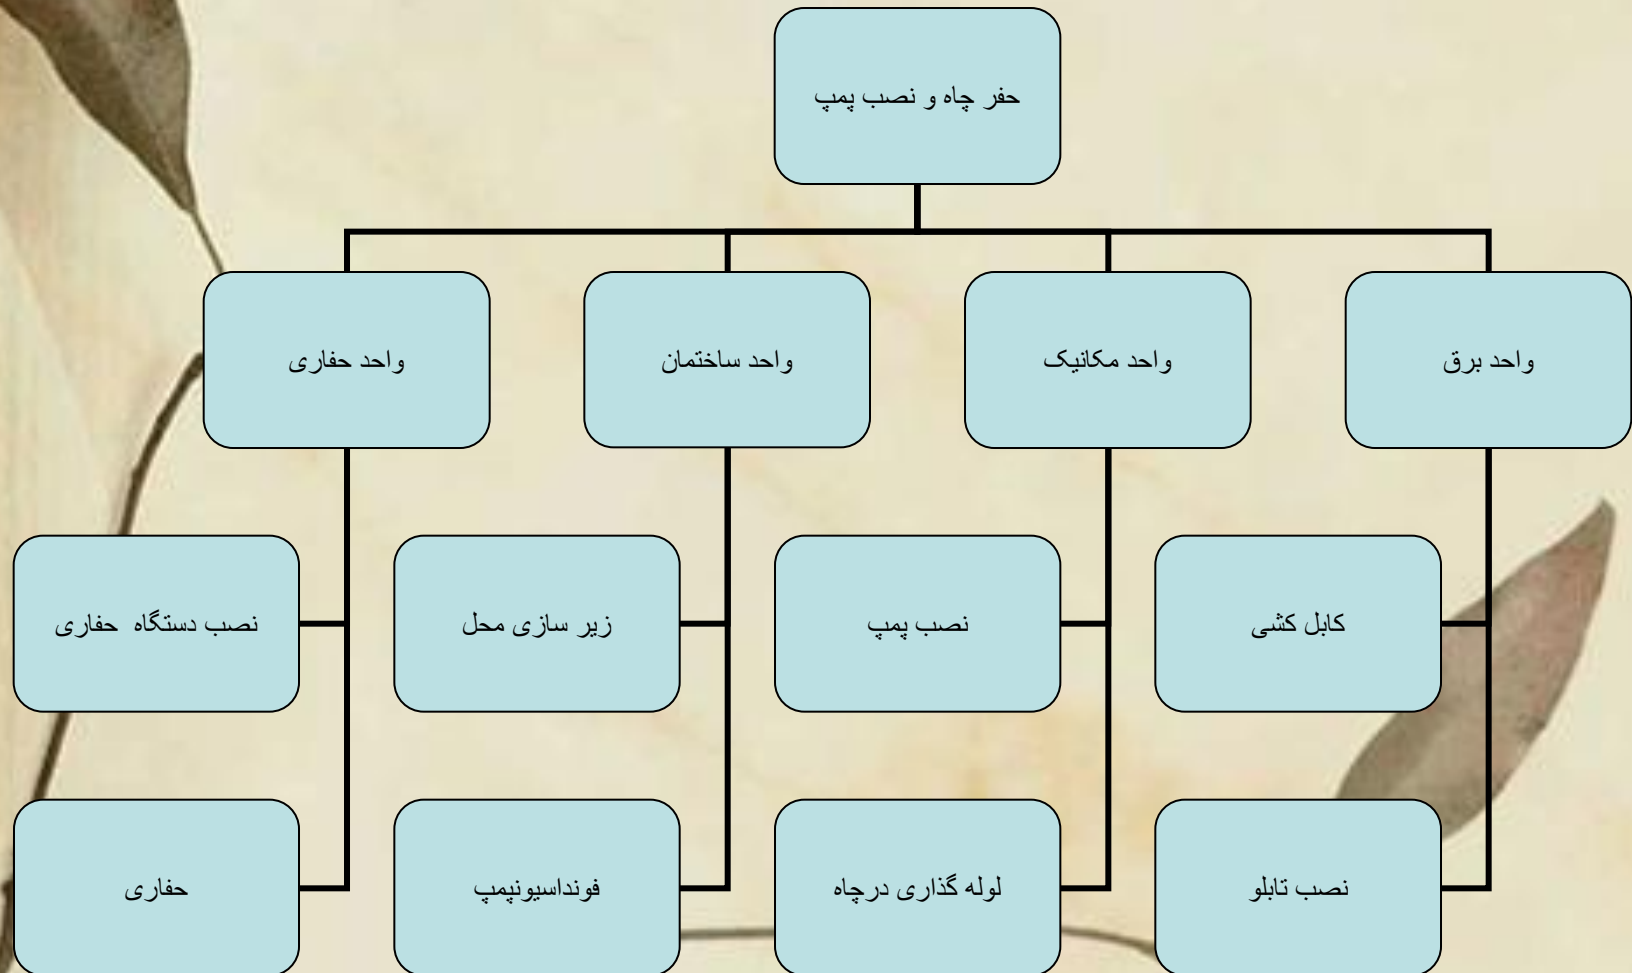 حفر چاه و نصب پمپ
واحد برق
واحد مکانیک
واحد ساختمان
واحد حفاری
کابل کشی
نصب پمپ
زیر سازی محل
نصب دستگاه حفاری
نصب تابلو
لوله گذاری درچاه
فونداسیونپمپ
حفاری